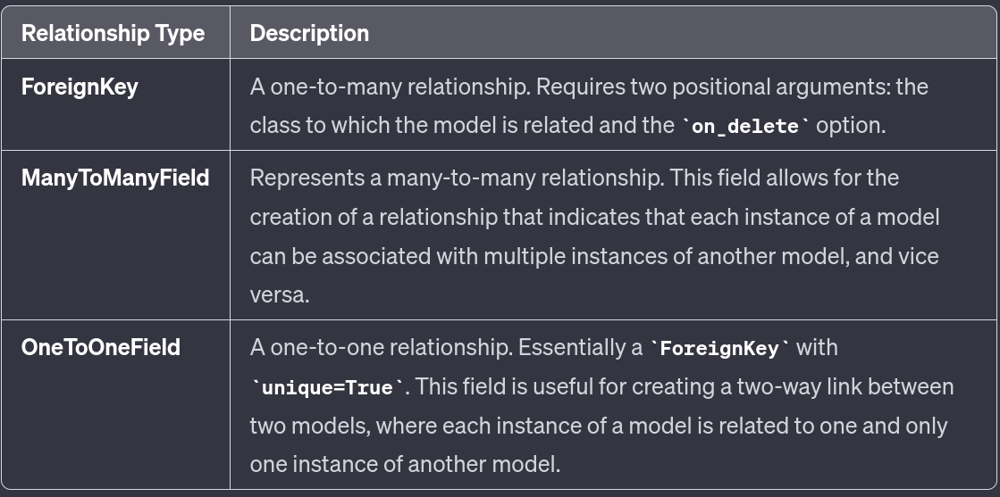 Relationship Type Description
ForeignKey A one-to-many relationship. Requires two positional arguments: the
class to which the model is related and the `on_delete` option.
ManyToManyField Represents a many-to-many relationship. This field allows for the
creation of a relationship that indicates that each instance of a model
can be associated with multiple instances of another model, and vice
versa.
OneToOneField A one-to-one relationship. Essentially a `ForeignKey` with
`unique=True`. This field is useful for creating a two-way link between
two models, where each instance of a model is related to one and only
one instance of another model.